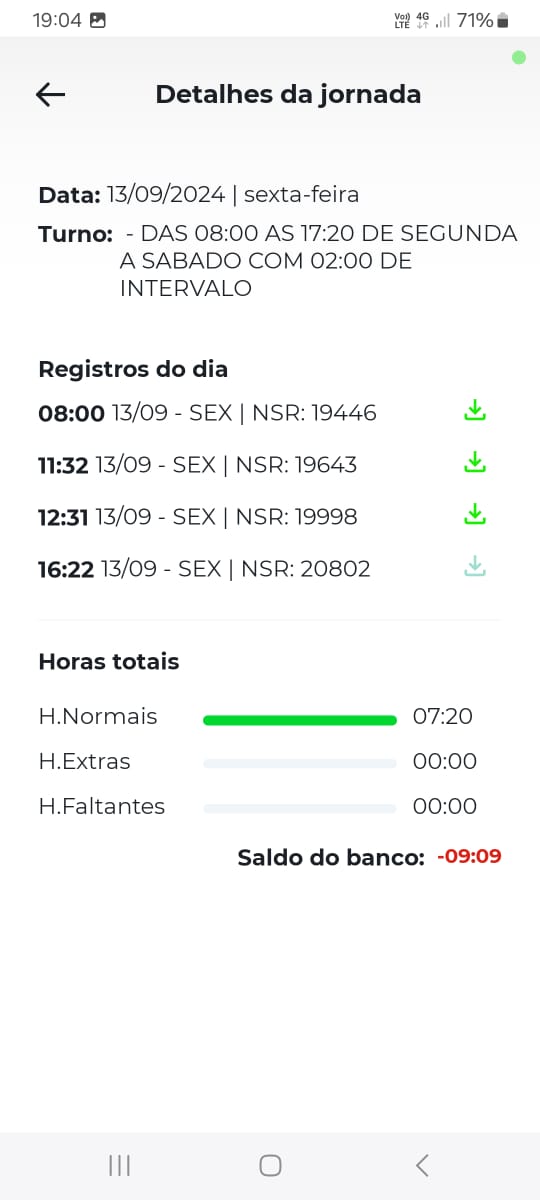 19:04
Vo)) LTE 4G 71%
Detalhes da jornada
Data: 13/09/2024 | sexta-feira
Turno: - DAS 08:00 AS 17:20 DE SEGUNDA
A SABADO COM 02:00 DE
INTERVALO
Registros do dia
08:00 13/09 - SEX | NSR: 19446
11:32 13/09 - SEX | NSR: 19643
12:31 13/09 - SEX | NSR: 19998
16:22 13/09 - SEX | NSR: 20802
Horas totais
H.Normais 07:20
H.Extras 00:00
H.Faltantes 00:00
Saldo do banco: -09:09